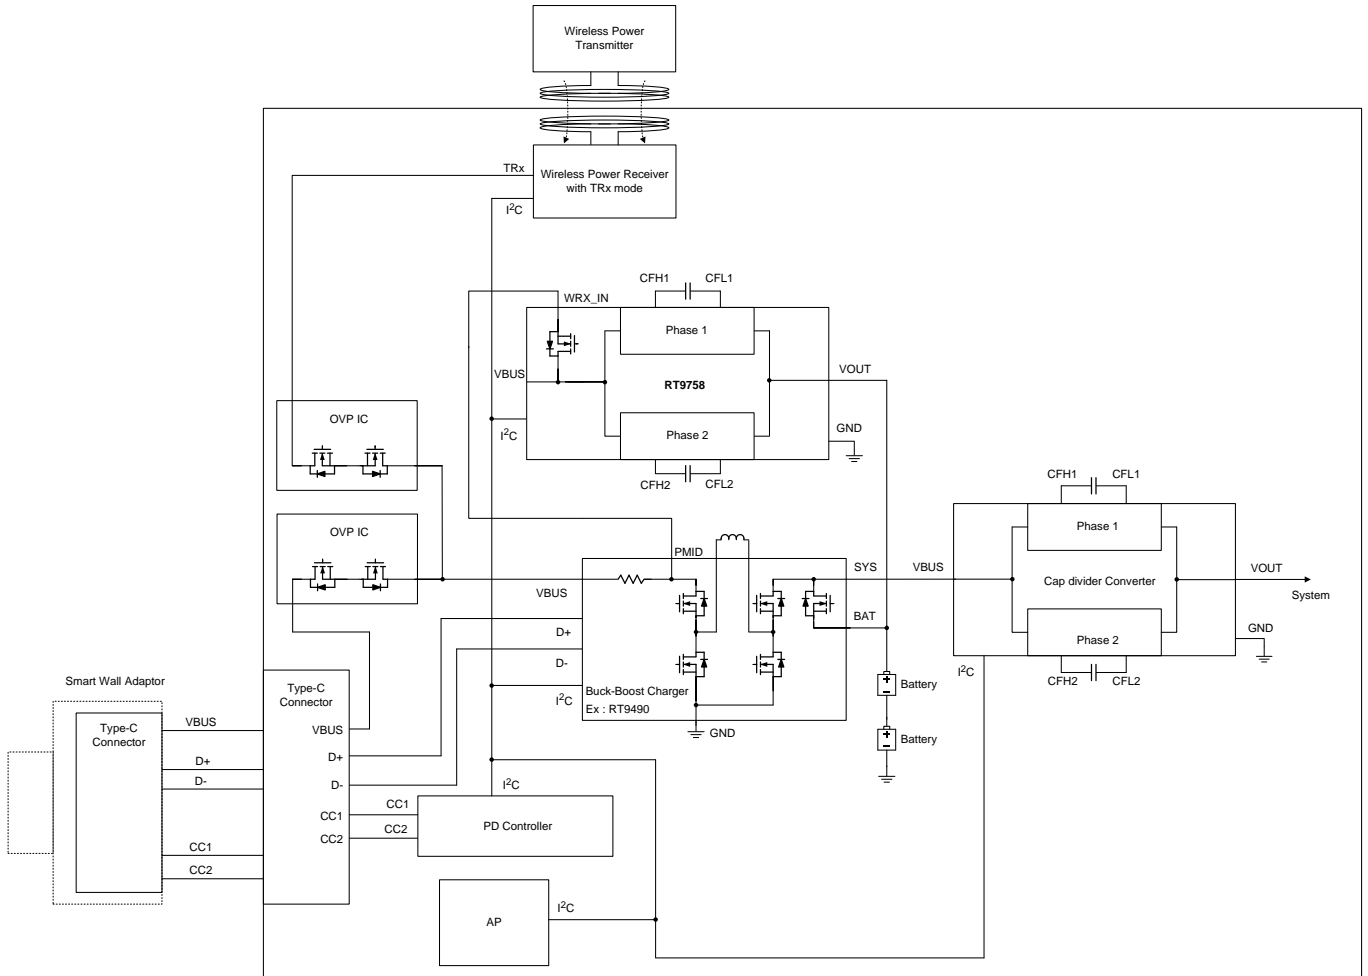 Wireless Power
Transmitter
TRx
Wireless Power Receiver
with TRx mode
I²C
CFH1
CFL1
WRX_IN
Phase 1
VBUS
RT9758
VOUT
OVP IC
I²C
Phase 2
GND
CFH2
CFL2
CFH1
CFL1
OVP IC
Phase 1
PMID
SYS
VBUS
Cap divider Converter
VOUT
System
VBUS
BAT
D+
D-
Phase 2
GND
I²C
CFH2
CFL2
I²C
Buck-Boost Charger
Ex : RT9490
GND
Battery
Battery
Smart Wall Adaptor
Type-C
Connector
VBUS
Type-C
Connector
VBUS
D+
D-
D+
D-
I²C
CC1
CC2
CC1
CC2
PD Controller
CC1
CC2
AP
I²C